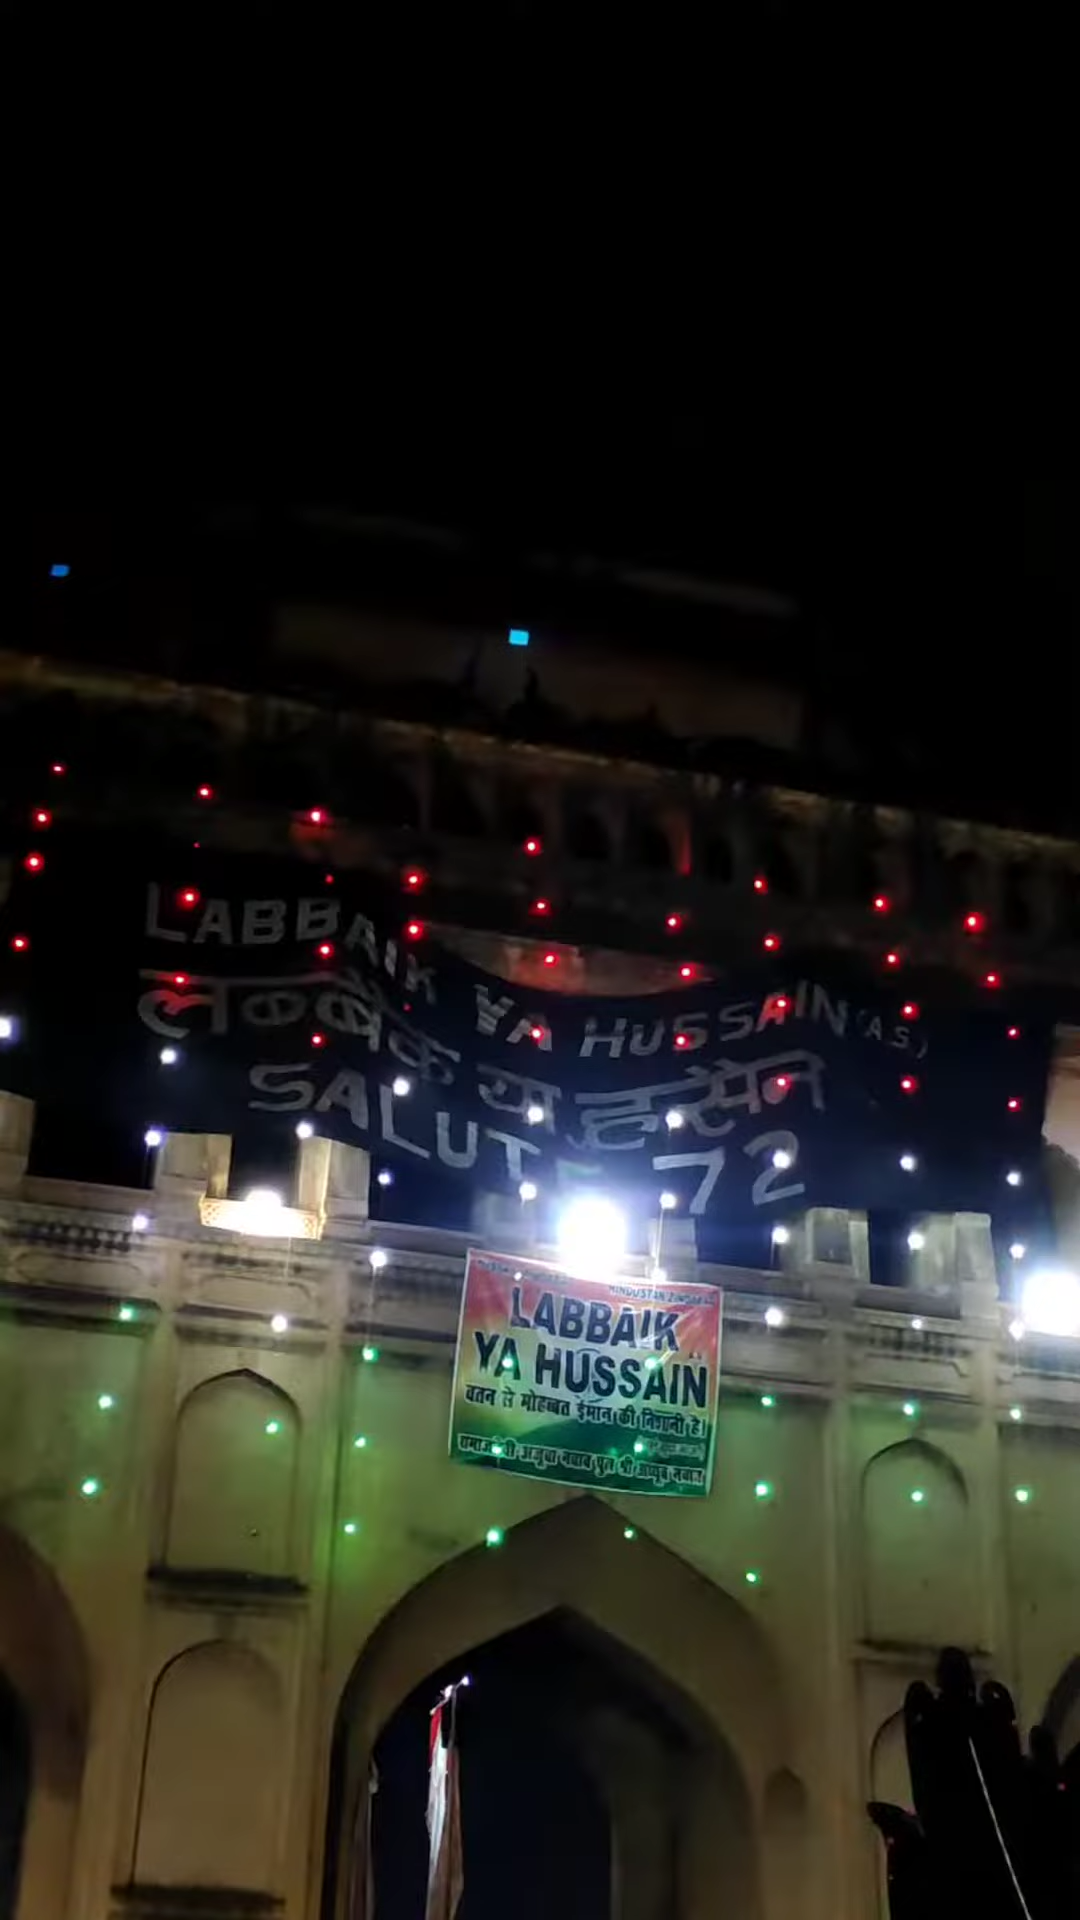 LABBAIK YA HUSSAIN (A.S.)
लब्बैक या हुसैन
SALUTE 72
HINDUSTAN ZINDABAD
LABBAIK
YA HUSSAIN
वतन से मोहब्बत ईमान की निशानी है।